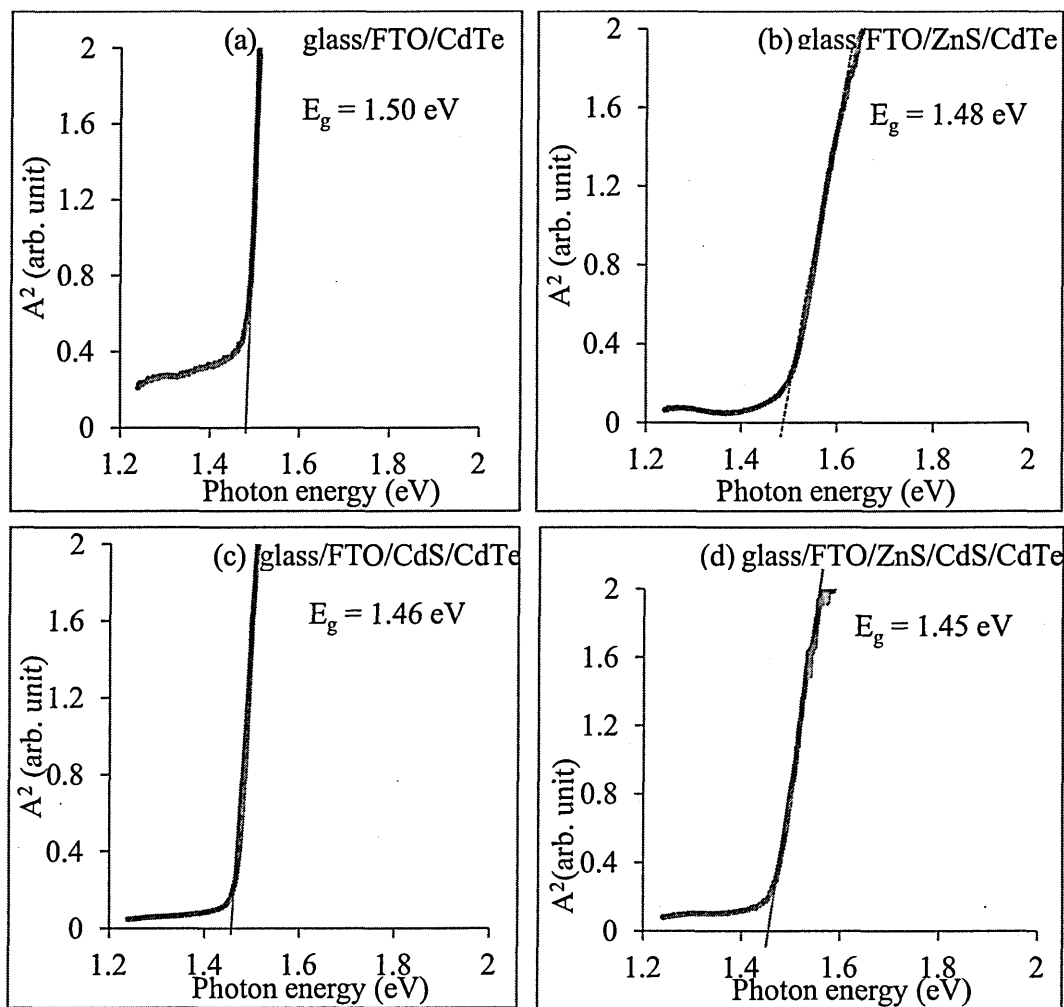 (a) glass/FTO/CdTe
E_g = 1.50 eV
A² (arb. unit)
2
1.6
1.2
0.8
0.4
0
1.2 1.4 1.6 1.8 2
Photon energy (eV)
(b) glass/FTO/ZnS/CdTe
E_g = 1.48 eV
A² (arb. unit)
2
1.6
1.2
0.8
0.4
0
1.2 1.4 1.6 1.8 2
Photon energy (eV)
(c) glass/FTO/CdS/CdTe
E_g = 1.46 eV
A² (arb. unit)
2
1.6
1.2
0.8
0.4
0
1.2 1.4 1.6 1.8 2
Photon energy (eV)
(d) glass/FTO/ZnS/CdS/CdTe
E_g = 1.45 eV
A²(arb. unit)
2
1.6
1.2
0.8
0.4
0
1.2 1.4 1.6 1.8 2
Photon energy (eV)